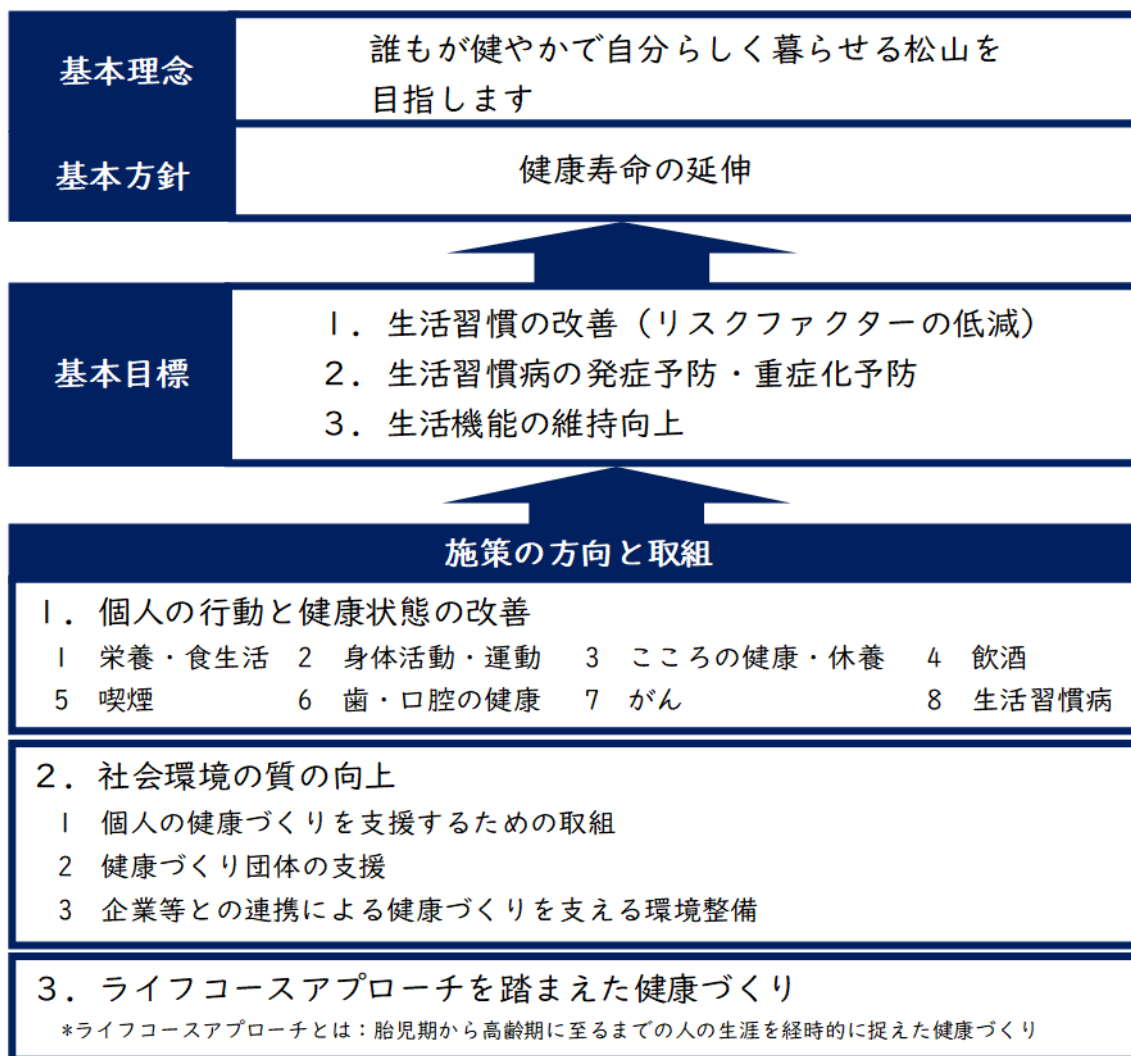 基本理念
誰もが健やかで自分らしく暮らせる松山を
目指します
基本方針
健康寿命の延伸
基本目標
1. 生活習慣の改善（リスクファクターの低減）
2. 生活習慣病の発症予防・重症化予防
3. 生活機能の維持向上
施策の方向と取組
1. 個人の行動と健康状態の改善
1 栄養・食生活 2 身体活動・運動 3 こころの健康・休養 4 飲酒
5 喫煙 6 歯・口腔の健康 7 がん 8 生活習慣病
2. 社会環境の質の向上
1 個人の健康づくりを支援するための取組
2 健康づくり団体の支援
3 企業等との連携による健康づくりを支える環境整備
3. ライフコースアプローチを踏まえた健康づくり
*ライフコースアプローチとは：胎児期から高齢期に至るまでの人の生涯を経時的に捉えた健康づくり